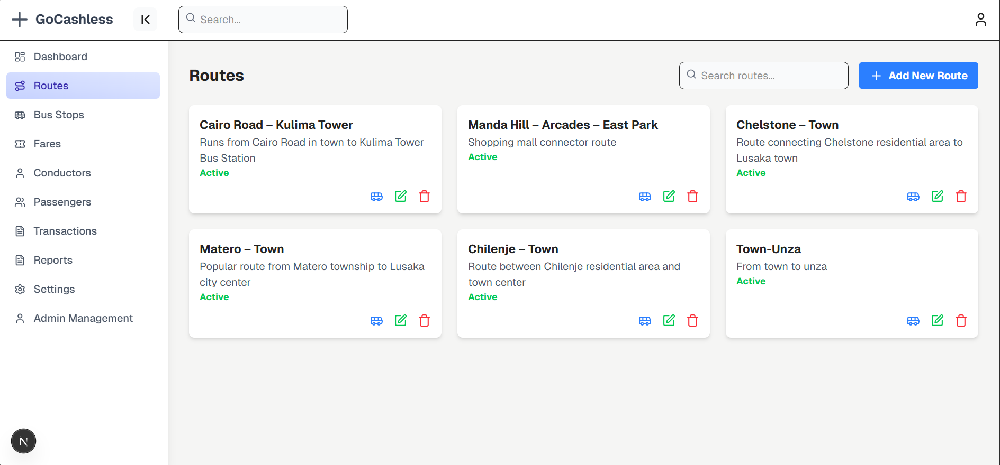 GoCashless
Search...
Dashboard
Routes
Bus Stops
Fares
Conductors
Passengers
Transactions
Reports
Settings
Admin Management
N
Routes
Search routes...
Add New Route
Cairo Road – Kulima Tower
Runs from Cairo Road in town to Kulima Tower
Bus Station
Active
Manda Hill – Arcades – East Park
Shopping mall connector route
Active
Chelstone – Town
Route connecting Chelstone residential area to
Lusaka town
Active
Matero – Town
Popular route from Matero township to Lusaka
city center
Active
Chilenje – Town
Route between Chilenje residential area and
town center
Active
Town-Unza
From town to unza
Active